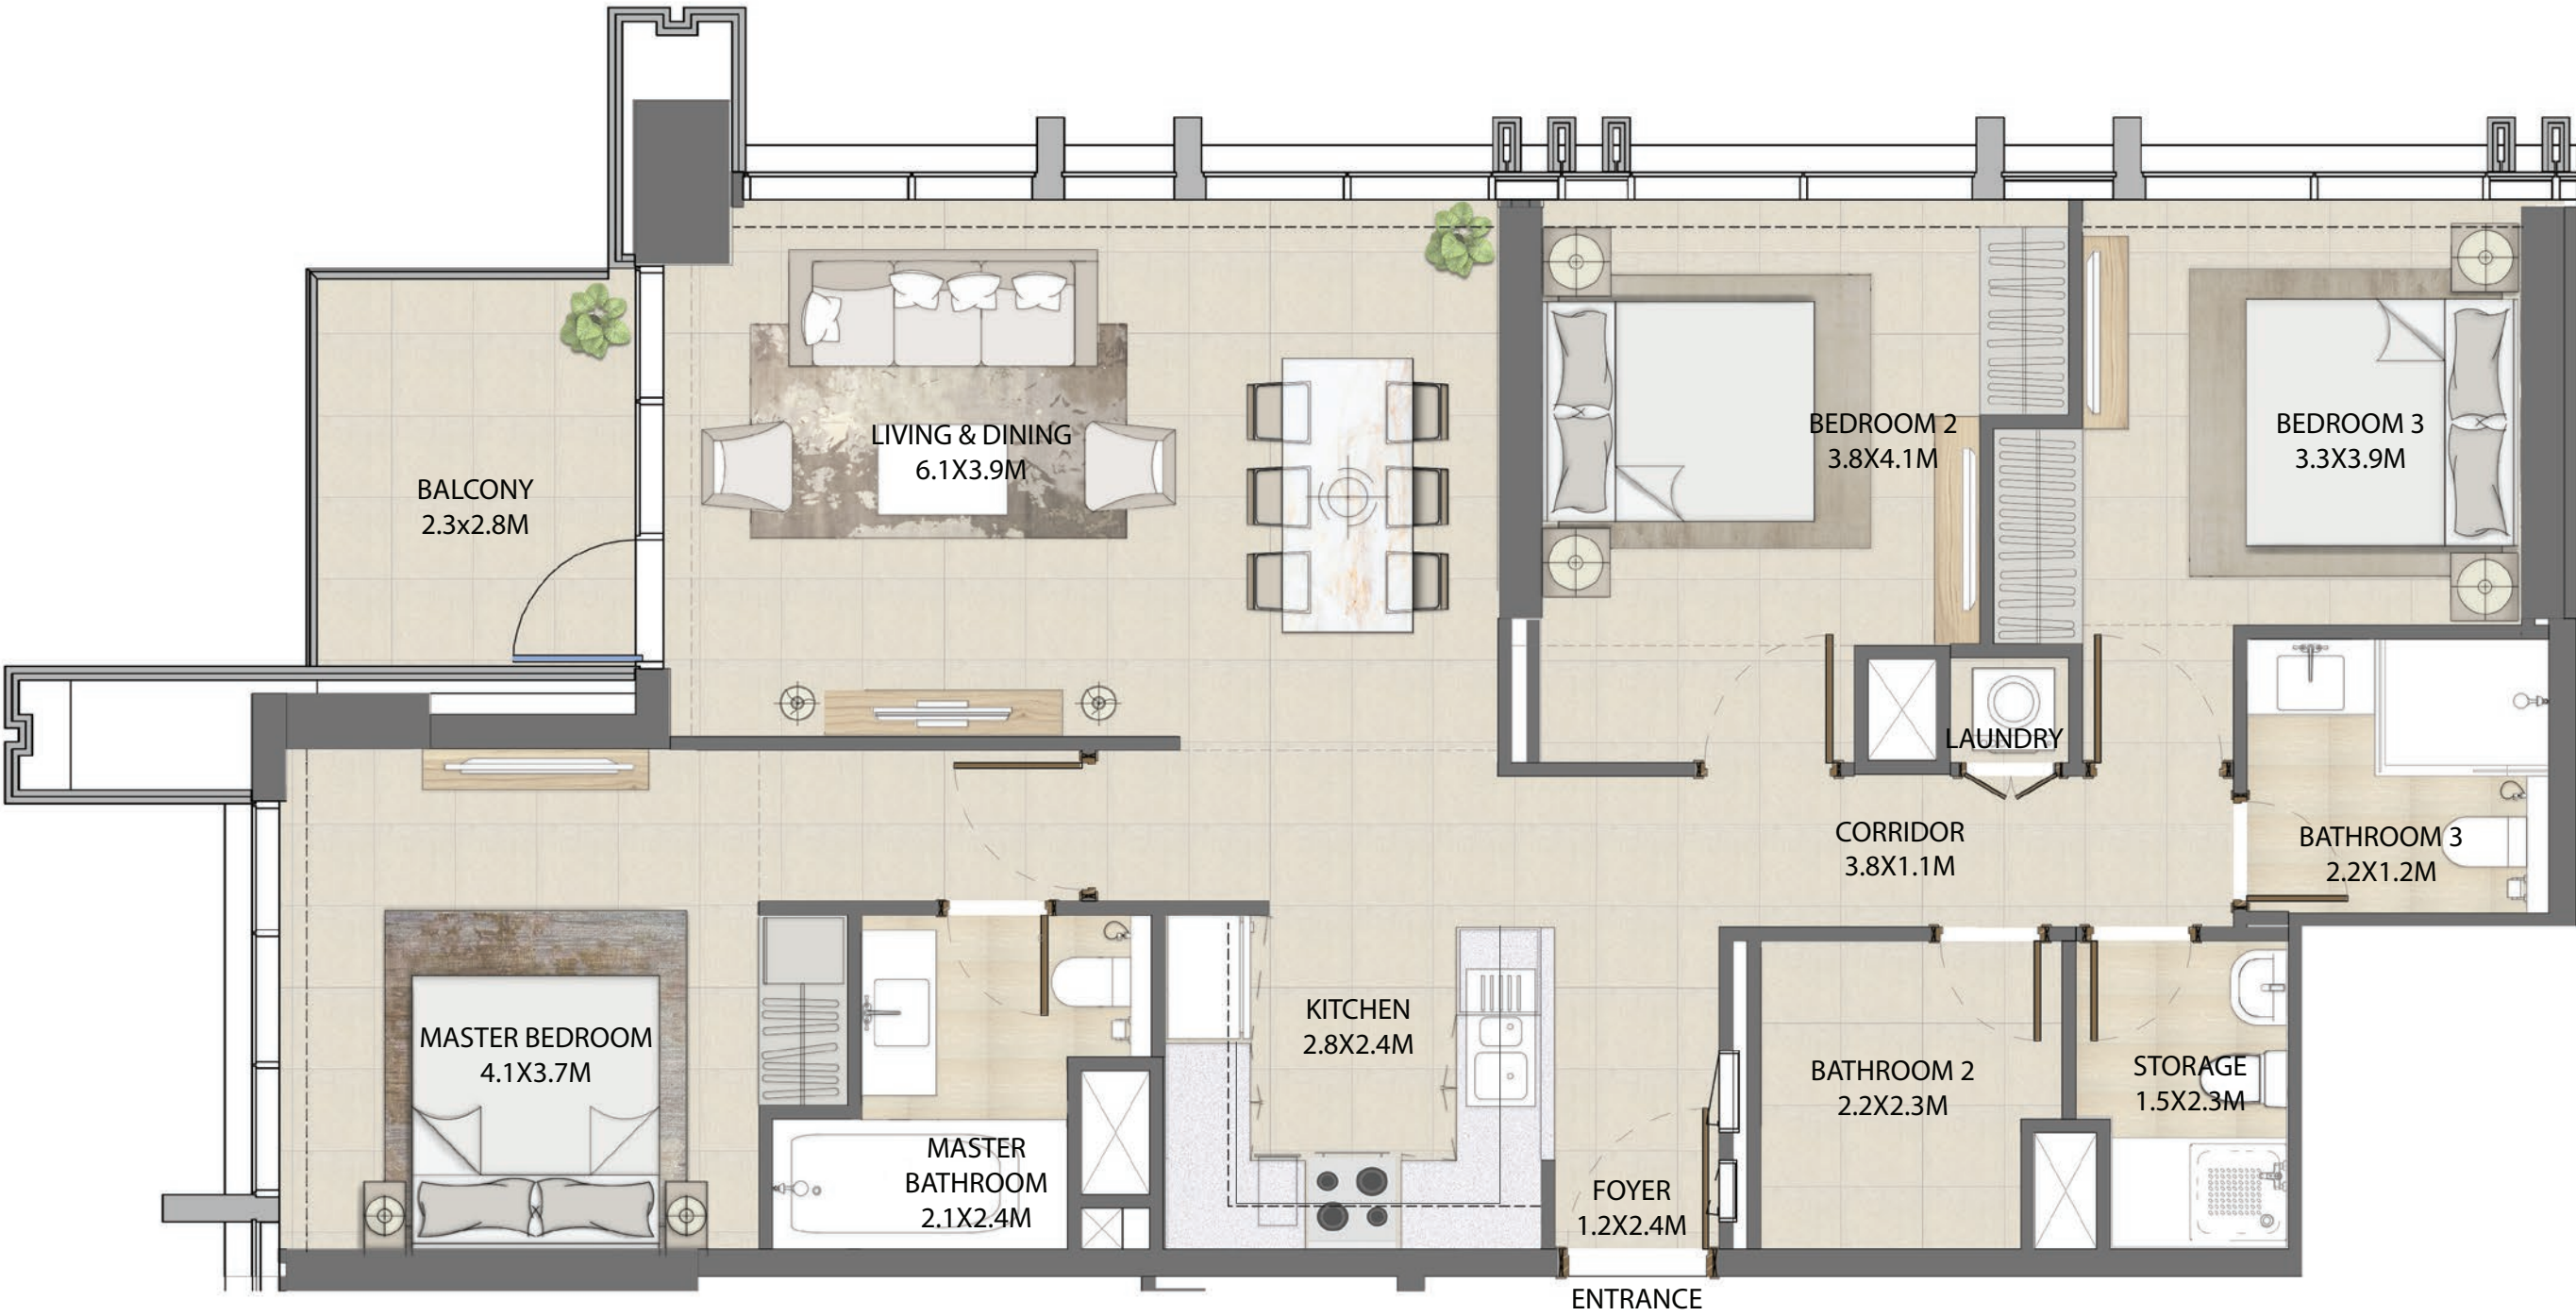 BALCONY
2.3x2.8M
LIVING & DINING
6.1X3.9M
BEDROOM 2
3.8X4.1M
BEDROOM 3
3.3X3.9M
LAUNDRY
CORRIDOR
3.8X1.1M
BATHROOM 3
2.2X1.2M
MASTER BEDROOM
4.1X3.7M
MASTER
BATHROOM
2.1X2.4M
KITCHEN
2.8X2.4M
FOYER
1.2X2.4M
BATHROOM 2
2.2X2.3M
STORAGE
1.5X2.3M
ENTRANCE